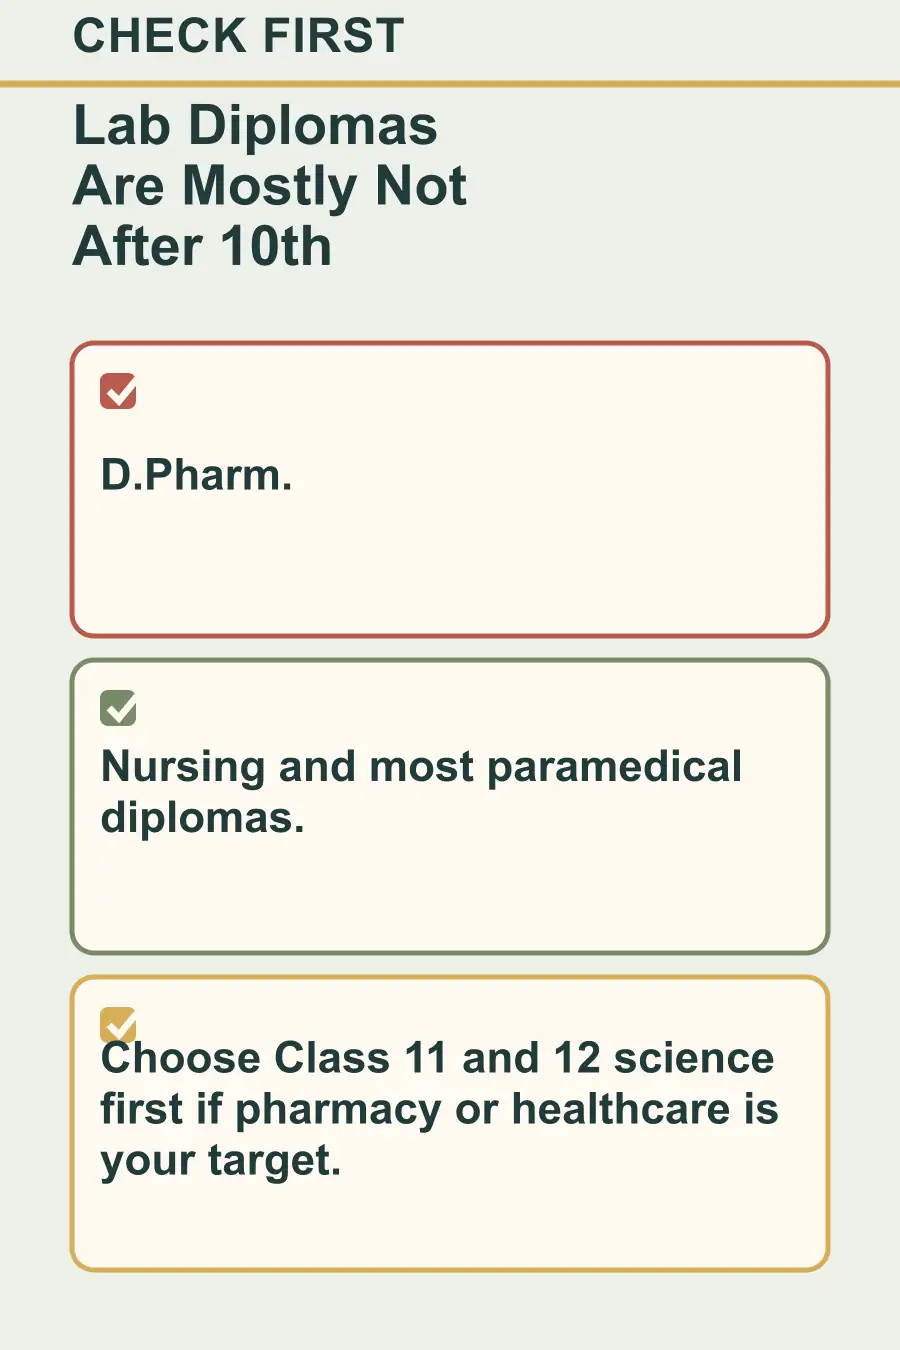 CHECK FIRST
Lab Diplomas
Are Mostly Not
After 10th
D.Pharm.
Nursing and most paramedical
diplomas.
Choose Class 11 and 12 science
first if pharmacy or healthcare is
your target.